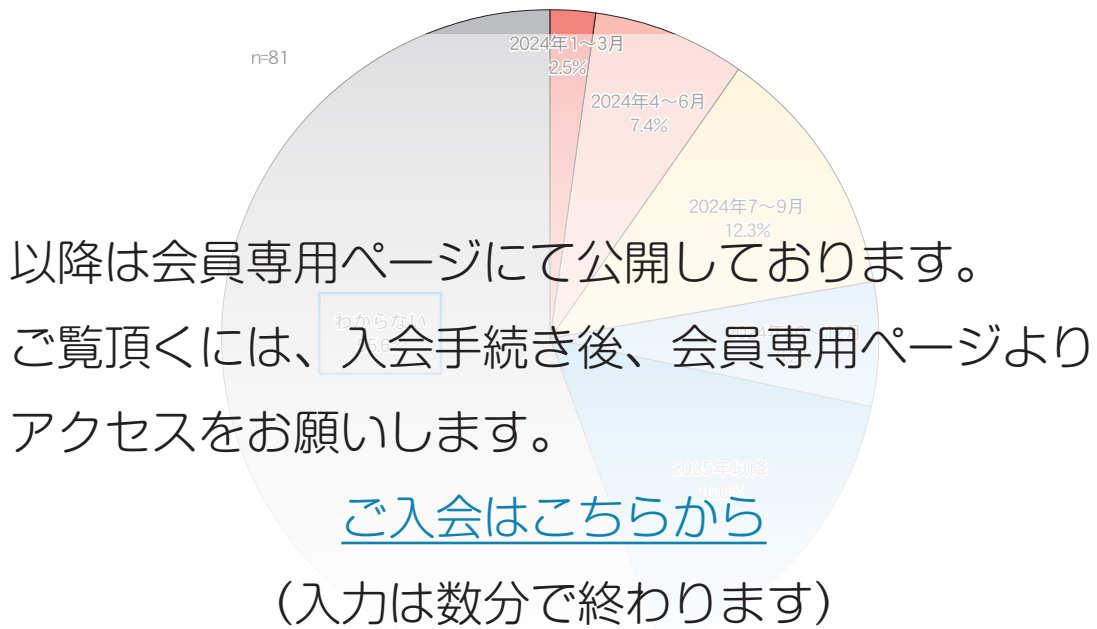 n=81
2024年1〜3月
2.5%
2024年4〜6月
7.4%
2024年7〜9月
12.3%
以降は会員専用ページにて公開しております。
わからない
ご覧頂くには、入会手続き後、会員専用ページより
アクセスをお願いします。
2025年以降
ご入会はこちらから
（入力は数分で終わります）